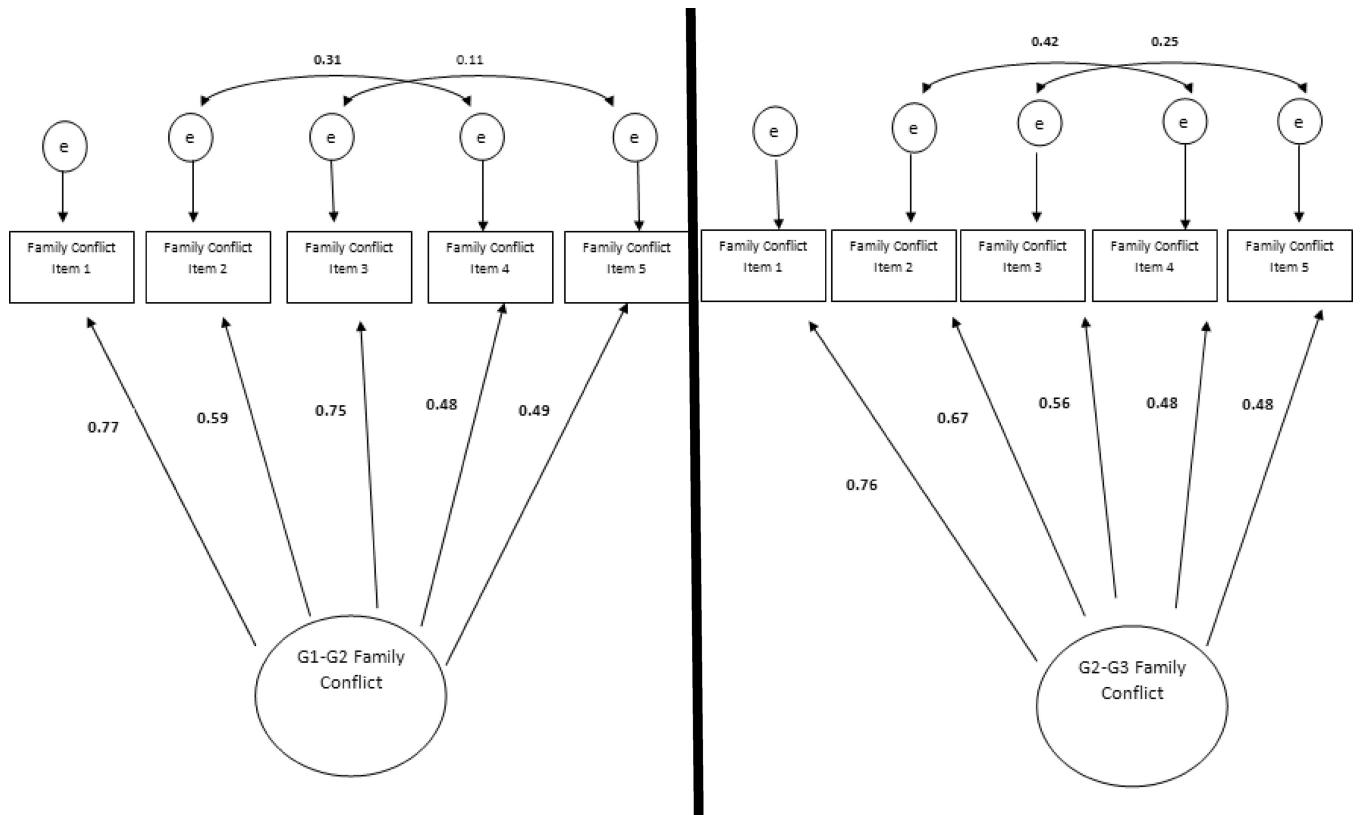 0.31
0.11
e
e
e
e
e
Family Conflict
Item 1
Family Conflict
Item 2
Family Conflict
Item 3
Family Conflict
Item 4
Family Conflict
Item 5
0.77
0.59
0.75
0.48
0.49
G1-G2 Family
Conflict
0.42
0.25
e
e
e
e
e
Family Conflict
Item 1
Family Conflict
Item 2
Family Conflict
Item 3
Family Conflict
Item 4
Family Conflict
Item 5
0.76
0.67
0.56
0.48
0.48
G2-G3 Family
Conflict